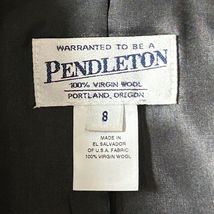 WARRANTED TO BE A
PENDLETON
100% VIRGIN WOOL
PORTLAND, OREGON
8
MADE IN
EL SALVADOR
OF U.S.A. FABRIC
100% VIRGIN WOOL